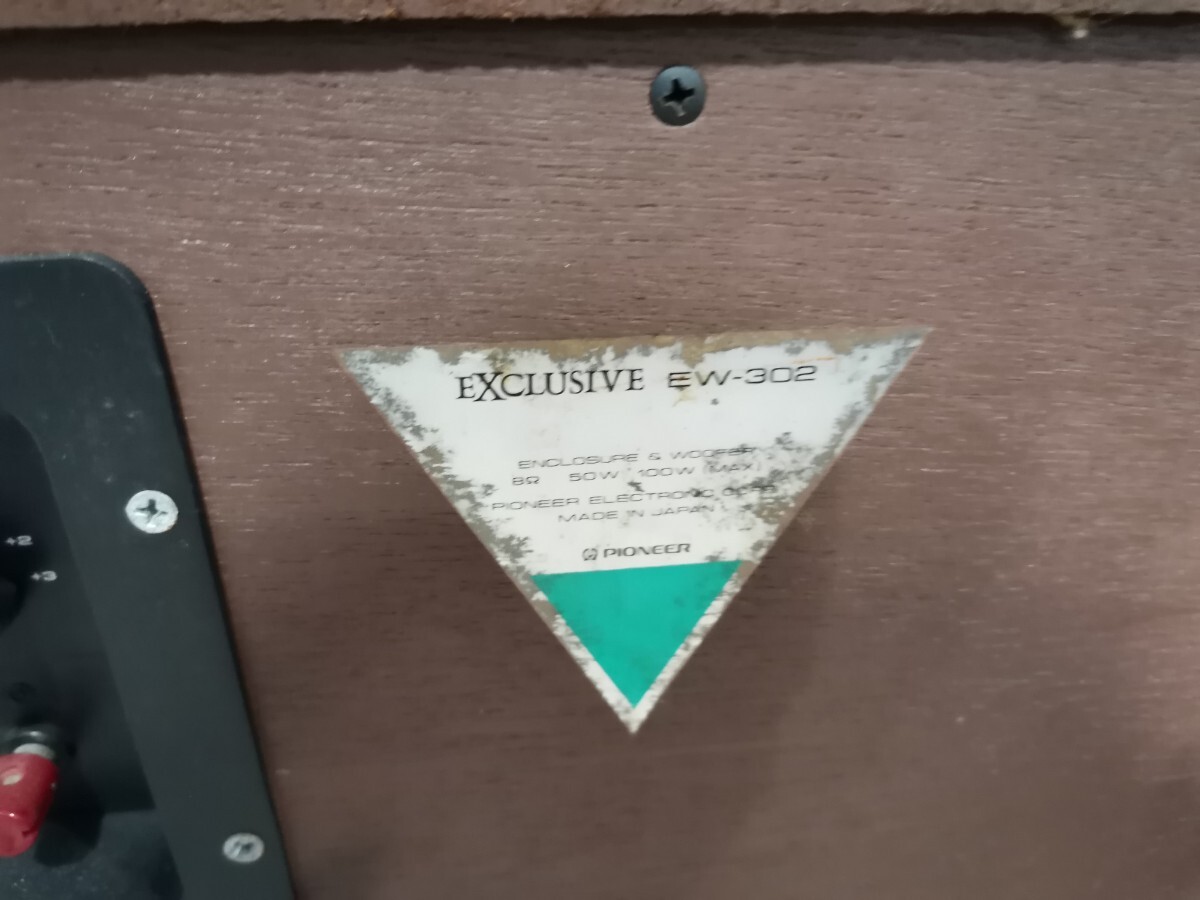 EXCLUSIVE EW-302
ENCLOSURE & WOOFER
8Ω 50W 100W (MAX)
PIONEER ELECTRONIC CORP.
MADE IN JAPAN
PIONEER
+2
+3